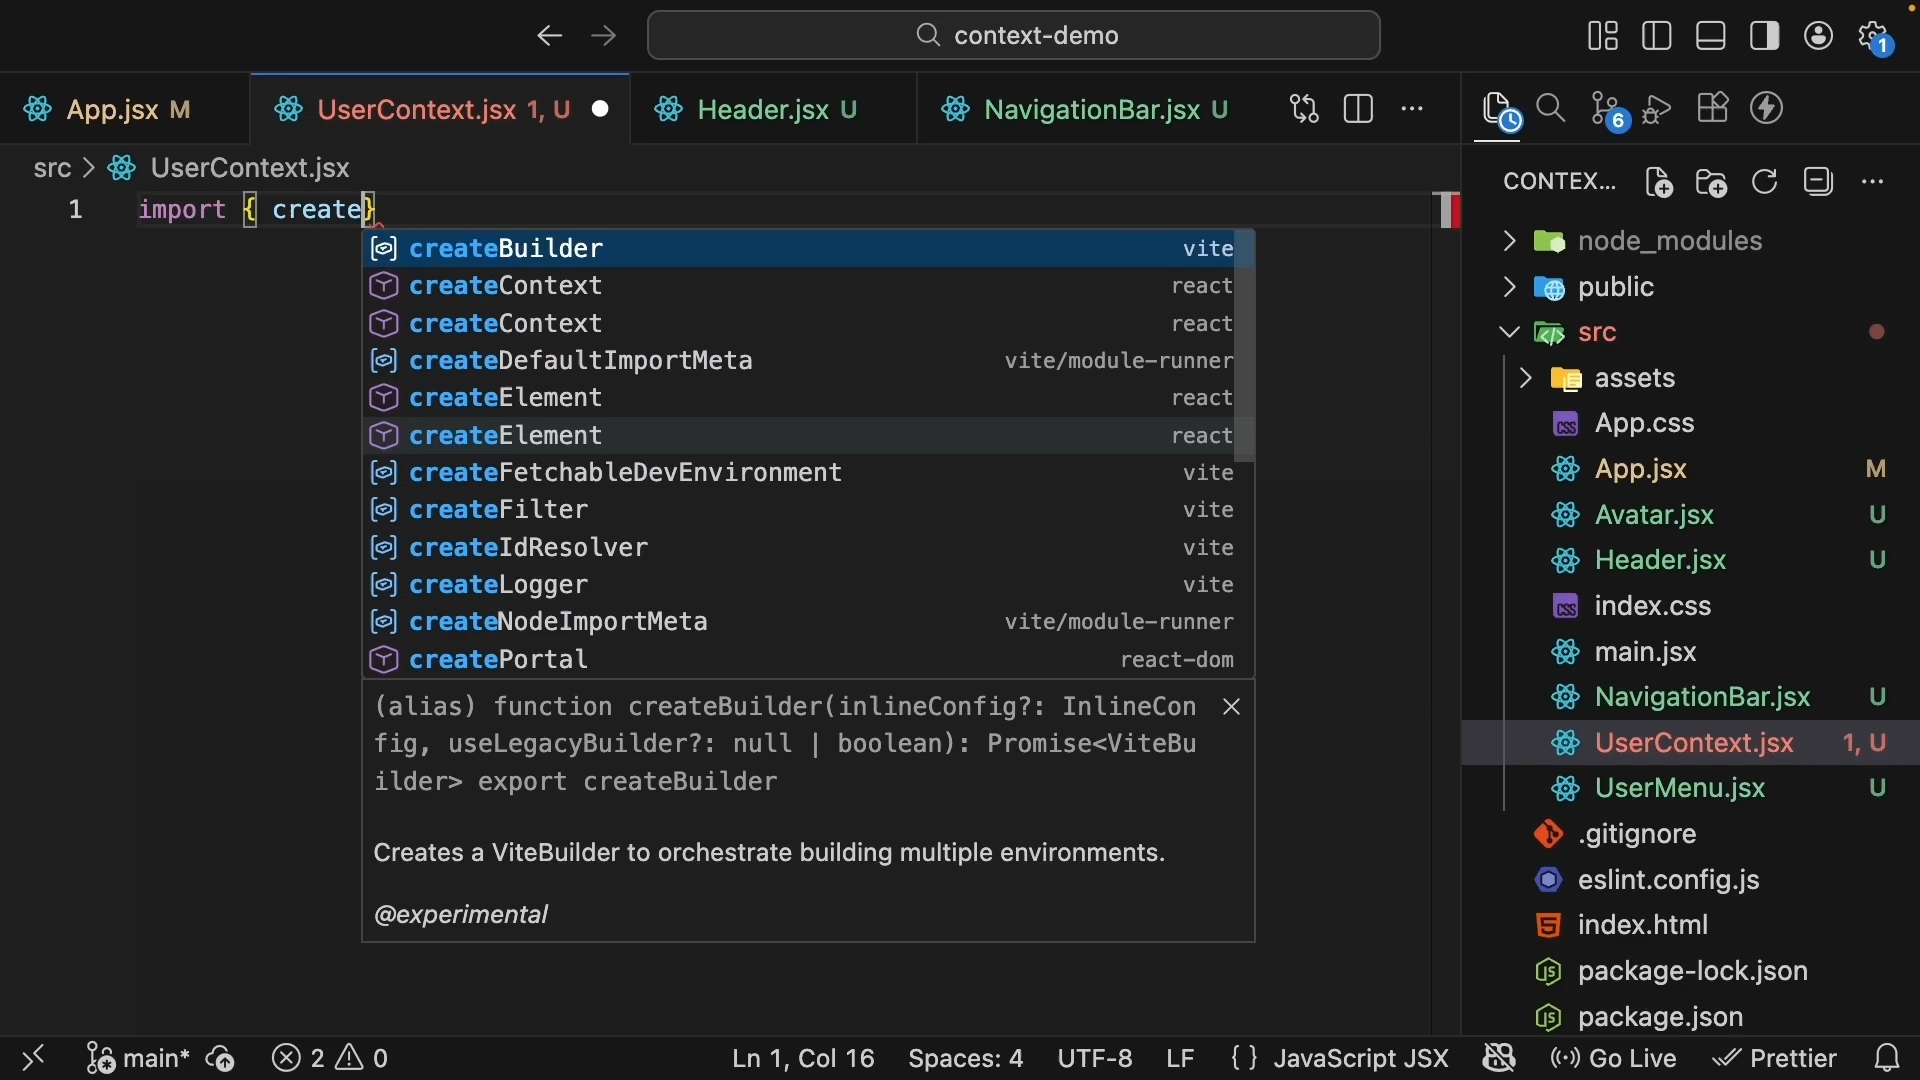 context-demo
1
App.jsx M
UserContext.jsx 1, U
Header.jsx U
NavigationBar.jsx U
6
src > UserContext.jsx
1 import { create}
createBuilder vite
createContext react
createContext react
createDefaultImportMeta vite/module-runner
createElement react
createElement react
createFetchableDevEnvironment vite
createFilter vite
createIdResolver vite
createLogger vite
createNodeImportMeta vite/module-runner
createPortal react-dom
(alias) function createBuilder(inlineConfig?: InlineCon
fig, useLegacyBuilder?: null | boolean): Promise<ViteBu
ilder> export createBuilder
Creates a ViteBuilder to orchestrate building multiple environments.
@experimental
CONTEX...
node_modules
public
src
assets
App.css
App.jsx M
Avatar.jsx U
Header.jsx U
index.css
main.jsx
NavigationBar.jsx U
UserContext.jsx 1, U
UserMenu.jsx U
.gitignore
eslint.config.js
index.html
package-lock.json
package.json
main* 2 0 Ln 1, Col 16 Spaces: 4 UTF-8 LF { } JavaScript JSX Go Live Prettier